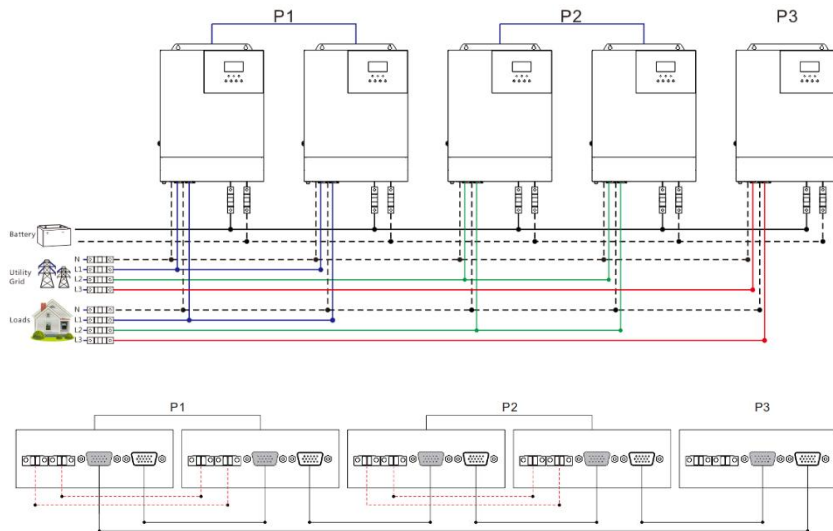 P1 P2 P3
Battery
N
L1
Utility
Grid
L2
L3
N
L1
Loads
L2
L3
P1 P2 P3